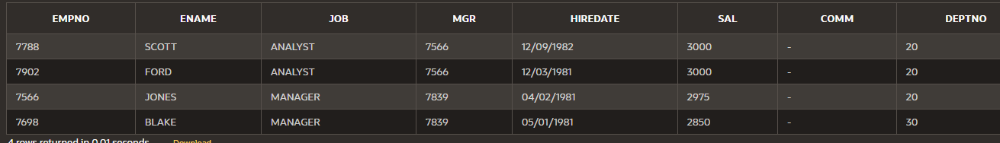 EMPNO ENAME JOB MGR HIREDATE SAL COMM DEPTNO
7788 SCOTT ANALYST 7566 12/09/1982 3000 - 20
7902 FORD ANALYST 7566 12/03/1981 3000 - 20
7566 JONES MANAGER 7839 04/02/1981 2975 - 20
7698 BLAKE MANAGER 7839 05/01/1981 2850 - 30
4 rows returned in 0.01 seconds Download